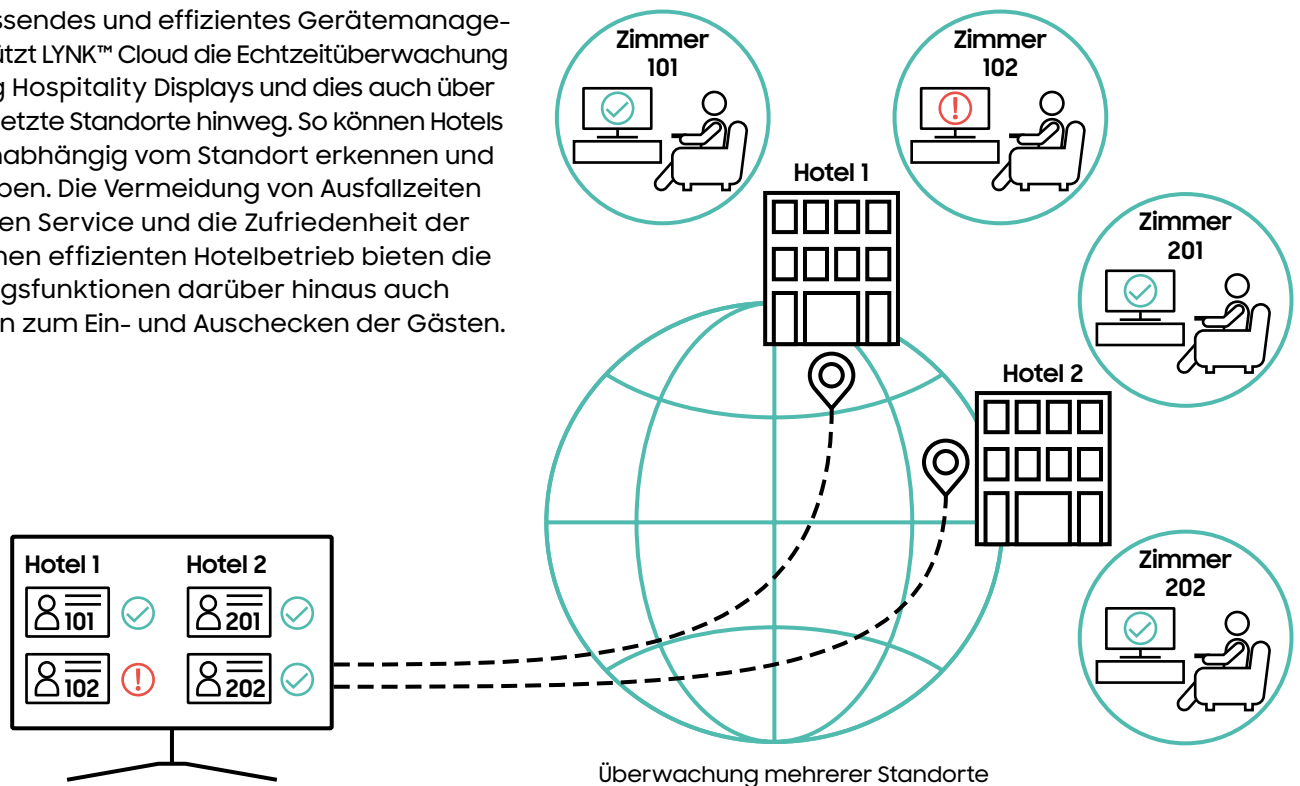 ssendes und effizientes Gerätemanage-
ützt LYNK™ Cloud die Echtzeitüberwachung
g Hospitality Displays und dies auch über
etzte Standorte hinweg. So können Hotels
nabhängig vom Standort erkennen und
ben. Die Vermeidung von Ausfallzeiten
en Service und die Zufriedenheit der
nen effizienten Hotelbetrieb bieten die
gsfunktionen darüber hinaus auch
n zum Ein- und Auschecken der Gästen.
Zimmer
101
Zimmer
102
Hotel 1
Zimmer
201
Hotel 2
Zimmer
202
Hotel 1
101
102
Hotel 2
201
202
Überwachung mehrerer Standorte